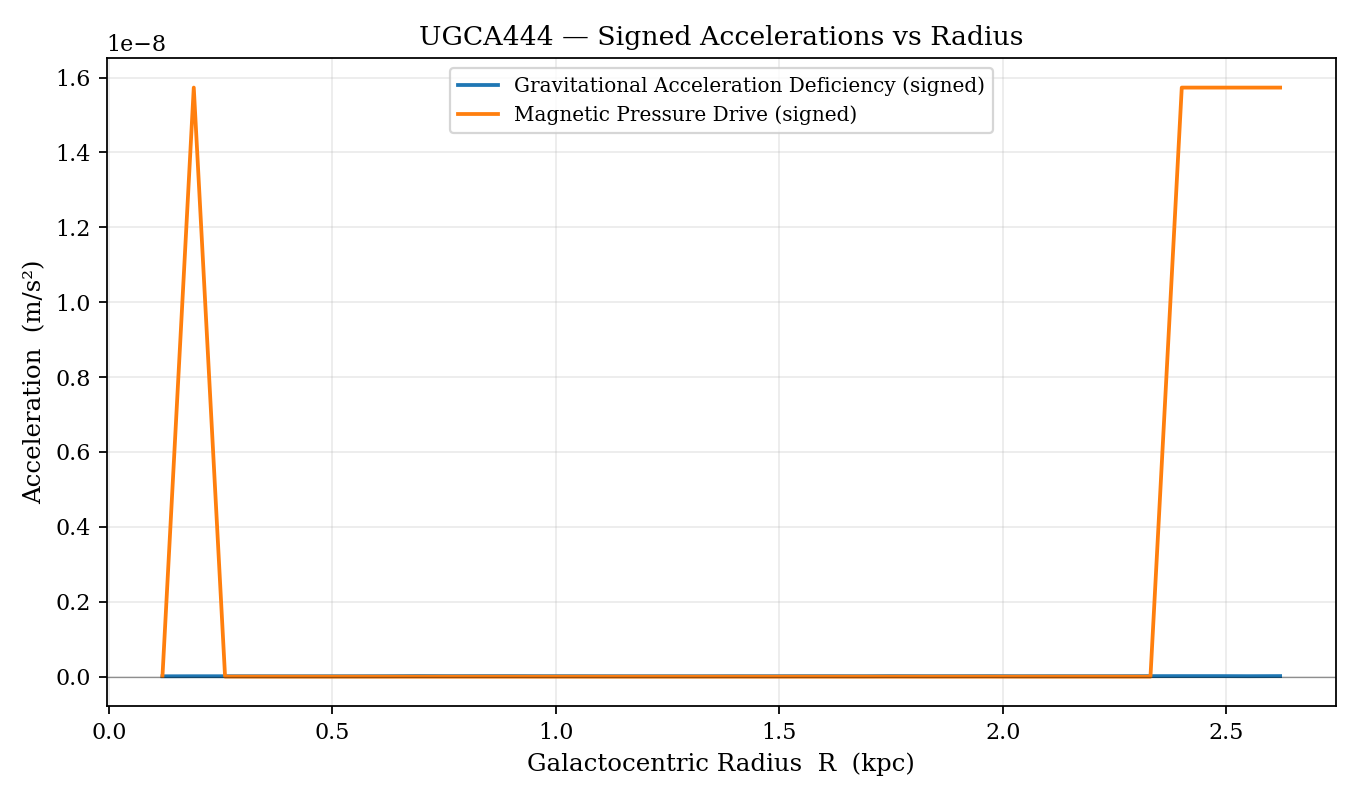 UGCA444 — Signed Accelerations vs Radius
1e−8
Gravitational Acceleration Deficiency (signed)
Magnetic Pressure Drive (signed)
1.6
1.4
1.2
1.0
0.8
0.6
0.4
0.2
0.0
Acceleration (m/s²)
0.0 0.5 1.0 1.5 2.0 2.5
Galactocentric Radius R (kpc)